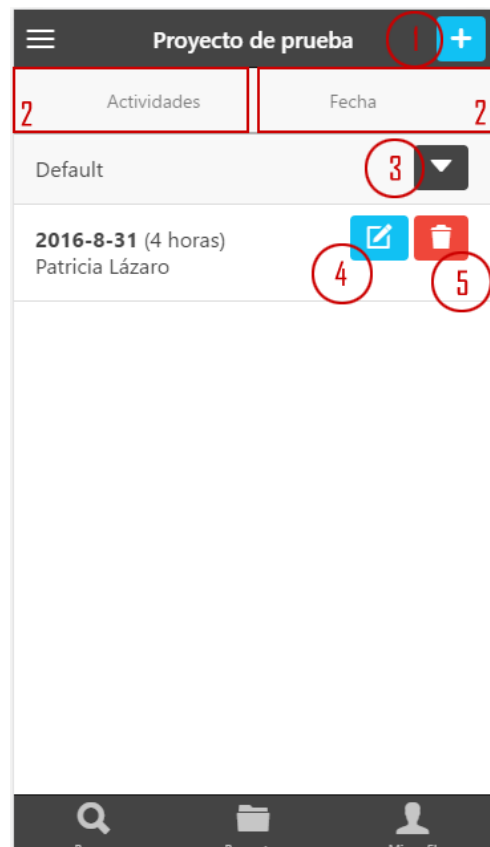 Proyecto de prueba
1
+
2
Actividades
Fecha
2
Default
3
2016-8-31 (4 horas)
Patricia Lázaro
4
5